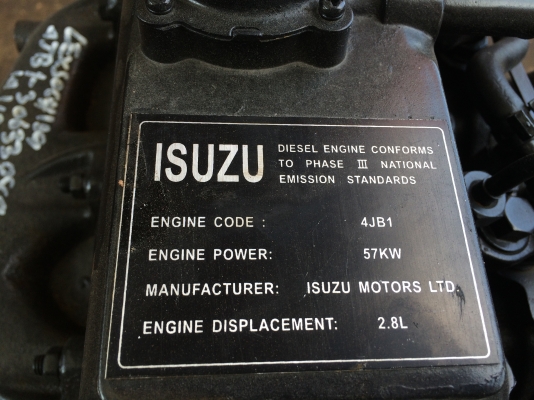 ISUZU
DIESEL ENGINE CONFORMS
TO PHASE III NATIONAL
EMISSION STANDARDS
ENGINE CODE : 4JB1
ENGINE POWER: 57KW
MANUFACTURER: ISUZU MOTORS LTD.
ENGINE DISPLACEMENT: 2.8L